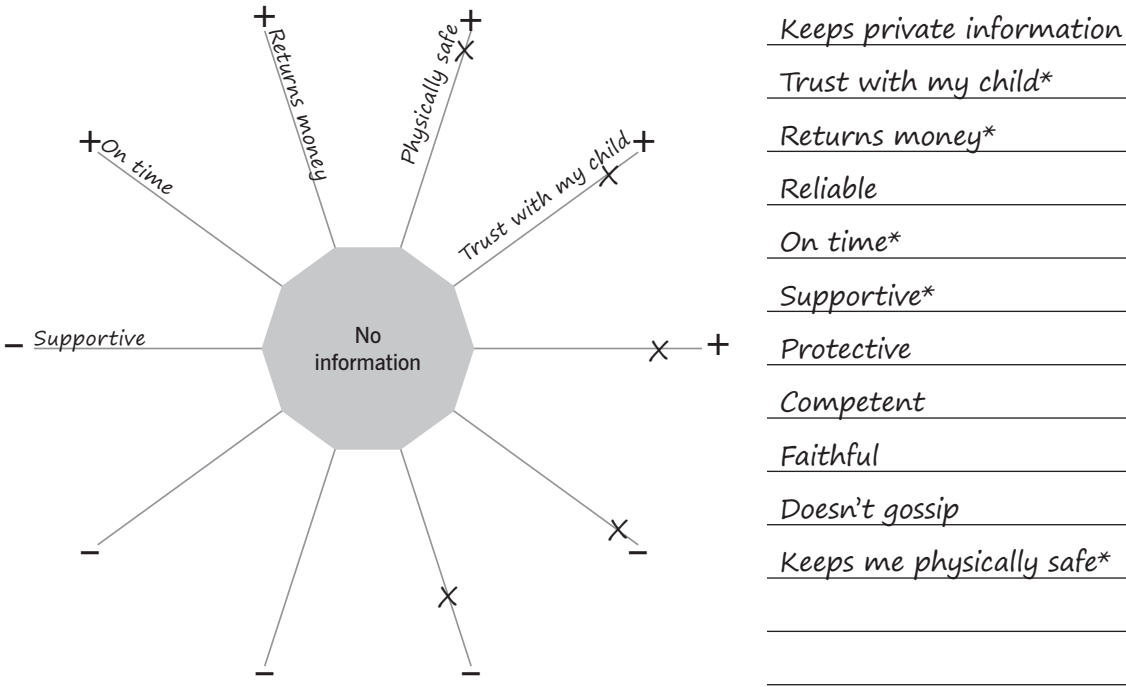 +
Returns money
+
Physically safe
X
+
On time
Trust with my child
+
X
- Supportive
No
information
X
+
X
-
-
X
-
-
Keeps private information
Trust with my child*
Returns money*
Reliable
On time*
Supportive*
Protective
Competent
Faithful
Doesn't gossip
Keeps me physically safe*